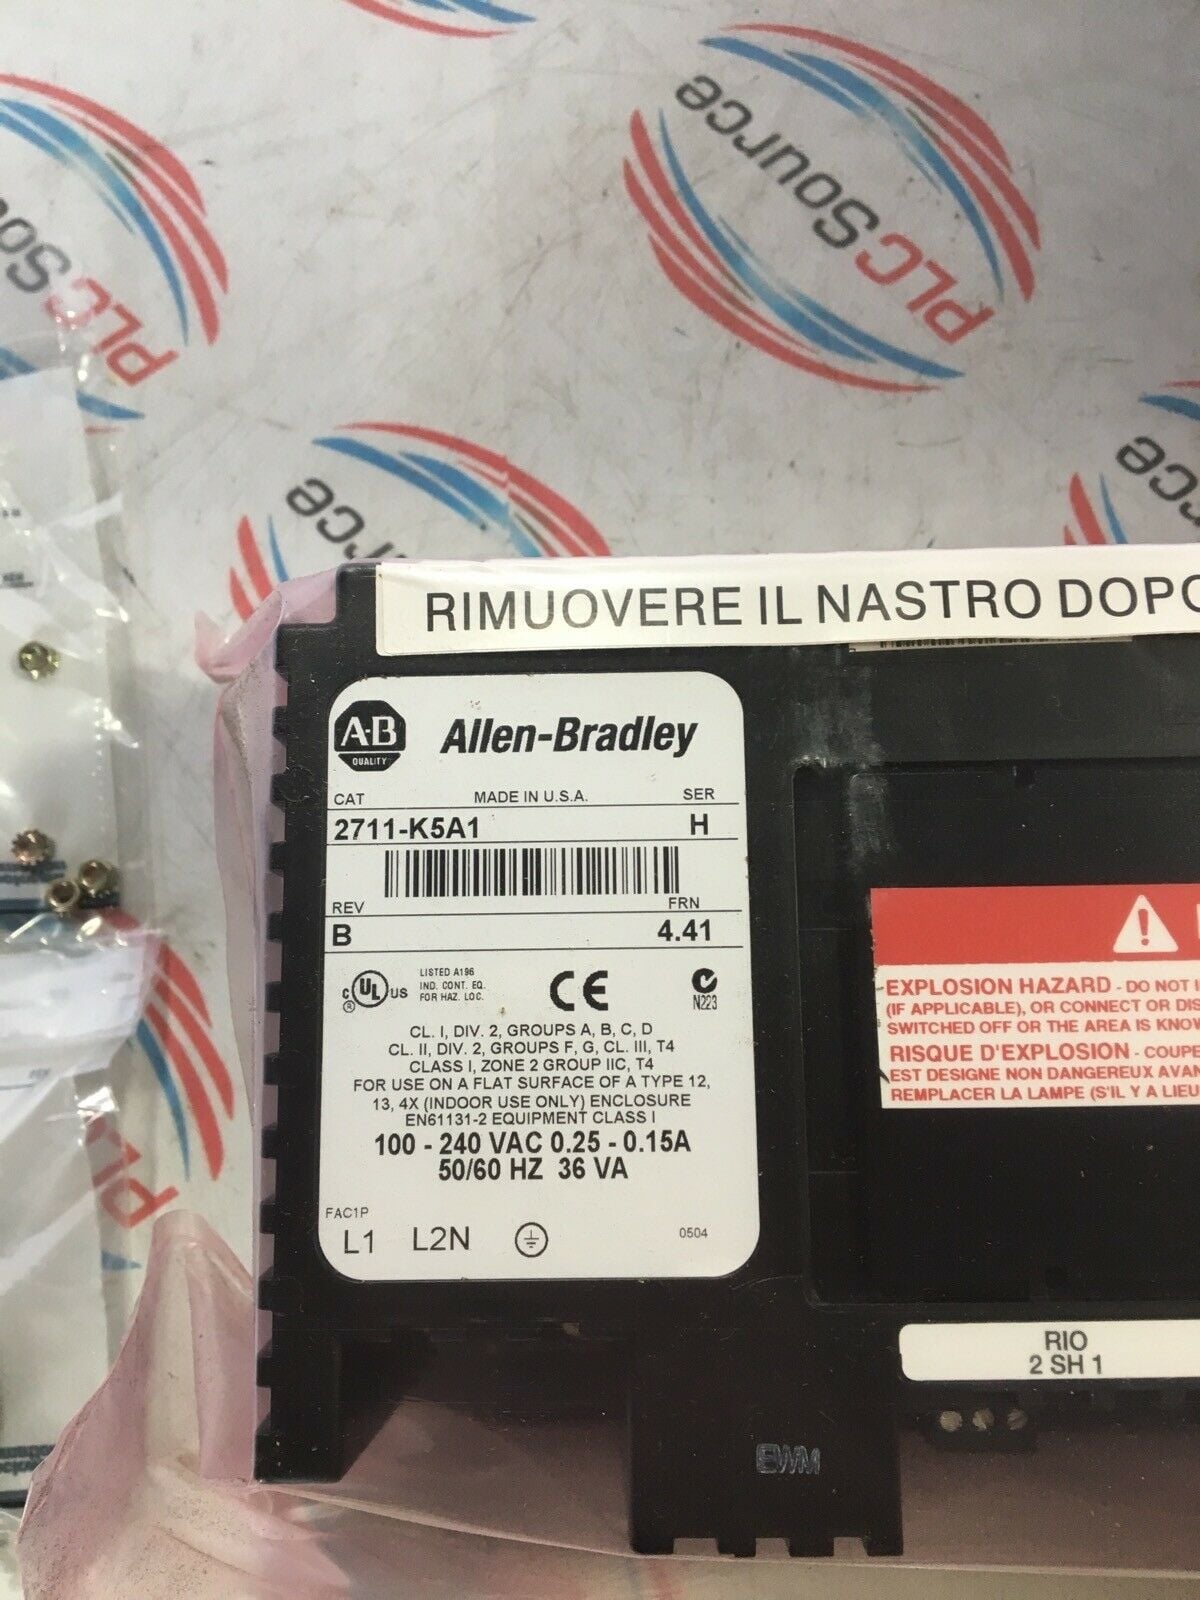 PLCSource
PLCSou
urce
RIMUOVERE IL NASTRO DOPO
A-B
QUALITY
Allen-Bradley
CAT MADE IN U.S.A. SER
2711-K5A1 H
REV FRN
B 4.41
C UL US
LISTED A196
IND. CONT. EQ.
FOR HAZ. LOC.
CE
N223
CL. I, DIV. 2, GROUPS A, B, C, D
CL. II, DIV. 2, GROUPS F, G, CL. III, T4
CLASS I, ZONE 2 GROUP IIC, T4
FOR USE ON A FLAT SURFACE OF A TYPE 12,
13, 4X (INDOOR USE ONLY) ENCLOSURE
EN61131-2 EQUIPMENT CLASS I
100 - 240 VAC 0.25 - 0.15A
50/60 HZ 36 VA
FAC1P
L1 L2N
0504
EXPLOSION HAZARD - DO NOT
(IF APPLICABLE), OR CONNECT OR DIS
SWITCHED OFF OR THE AREA IS KNOW
RISQUE D'EXPLOSION - COUPE
EST DESIGNE NON DANGEREUX AVAN
REMPLACER LA LAMPE (S'IL Y A LIEU
RIO
2 SH 1
EWM